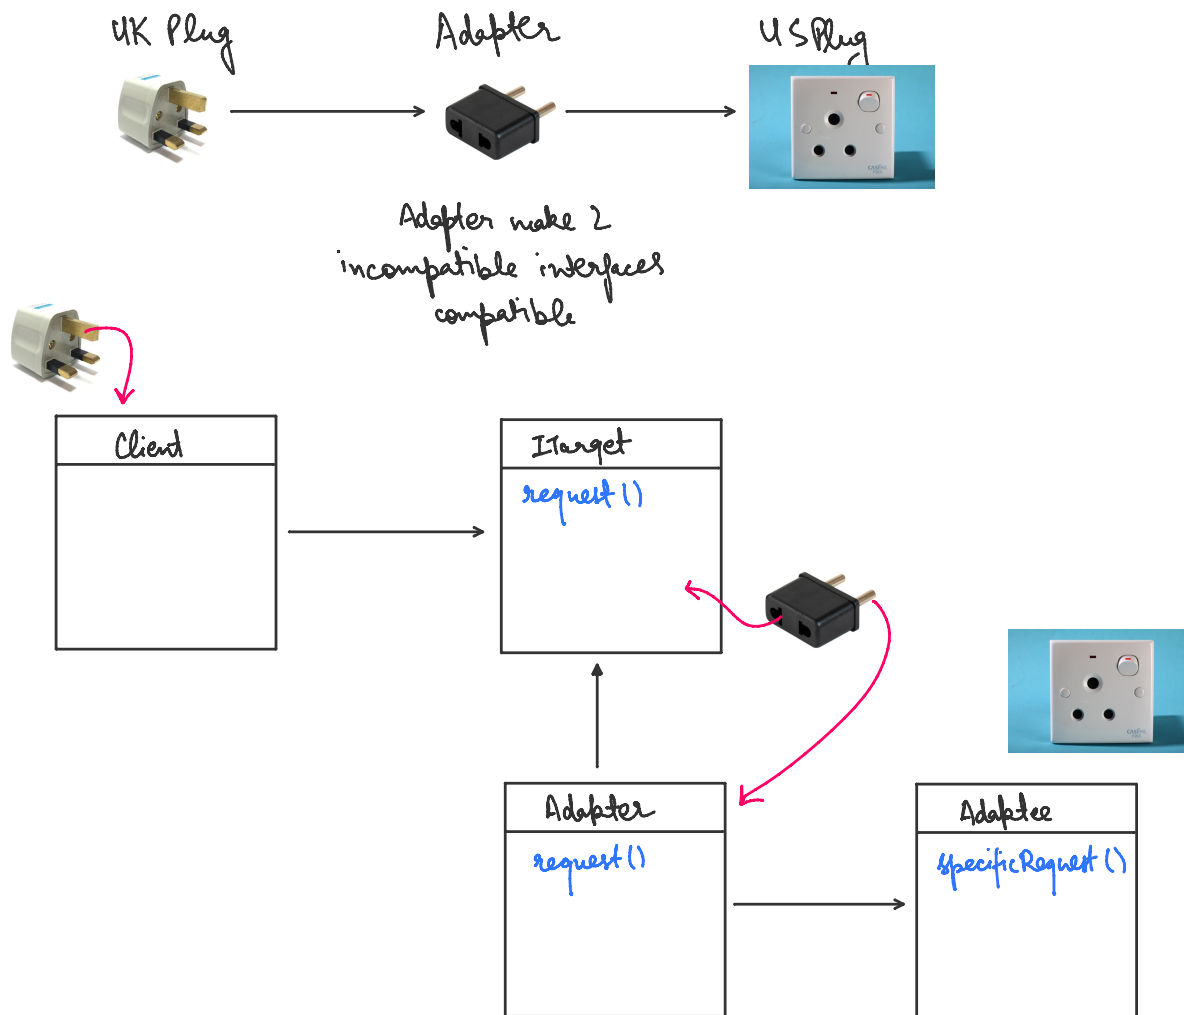 UK Plug
Adapter
US Plug
Adapter make 2
incompatible interfaces
compatible
Client
ITarget
request()
Adapter
request()
Adaptee
specificRequest()